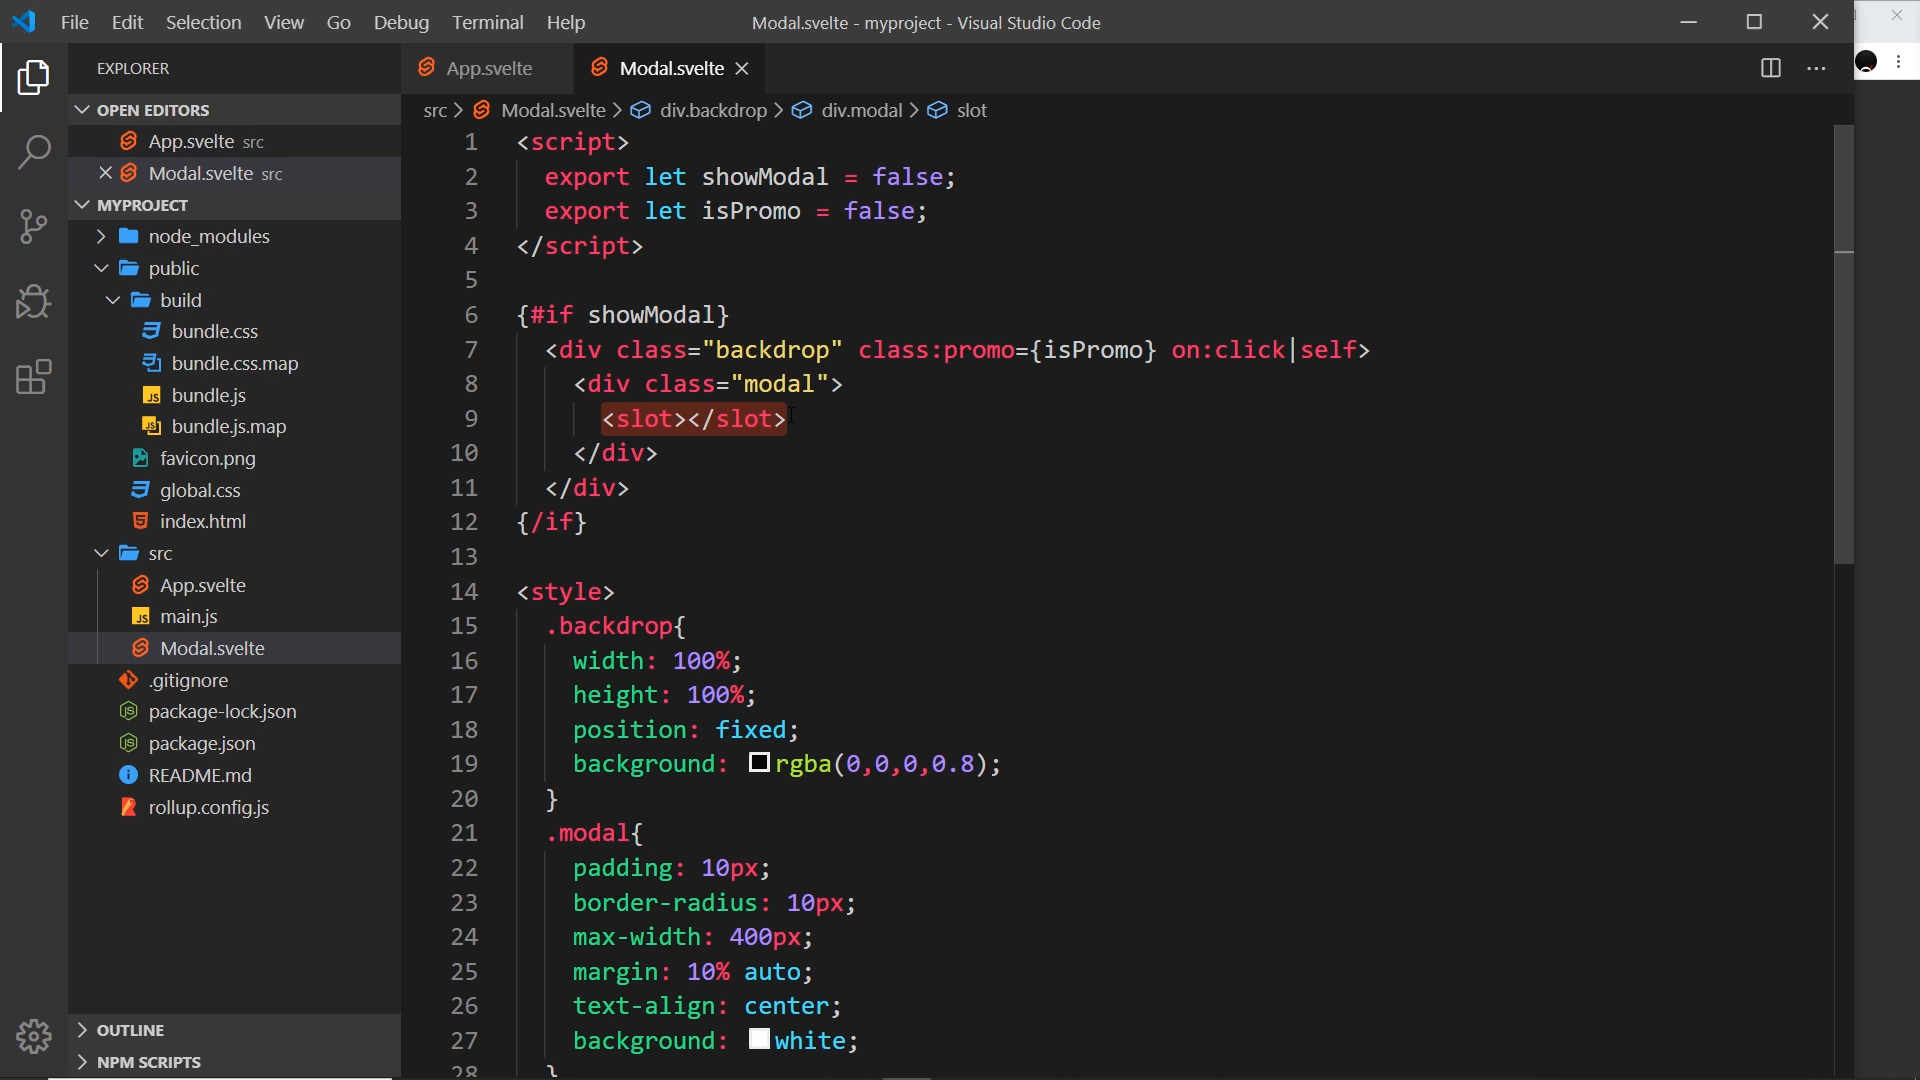 File Edit Selection View Go Debug Terminal Help
Modal.svelte - myproject - Visual Studio Code
EXPLORER
OPEN EDITORS
App.svelte src
Modal.svelte src
MYPROJECT
node_modules
public
build
bundle.css
bundle.css.map
JS bundle.js
JS bundle.js.map
favicon.png
global.css
index.html
src
App.svelte
JS main.js
Modal.svelte
.gitignore
package-lock.json
package.json
README.md
rollup.config.js
OUTLINE
NPM SCRIPTS
App.svelte
Modal.svelte
src > Modal.svelte > div.backdrop > div.modal > slot
1 <script>
2 export let showModal = false;
3 export let isPromo = false;
4 </script>
5
6 {#if showModal}
7 <div class="backdrop" class:promo={isPromo} on:click|self>
8 <div class="modal">
9 <slot></slot>
10 </div>
11 </div>
12 {/if}
13
14 <style>
15 .backdrop{
16 width: 100%;
17 height: 100%;
18 position: fixed;
19 background: rgba(0,0,0,0.8);
20 }
21 .modal{
22 padding: 10px;
23 border-radius: 10px;
24 max-width: 400px;
25 margin: 10% auto;
26 text-align: center;
27 background: white;
28 }